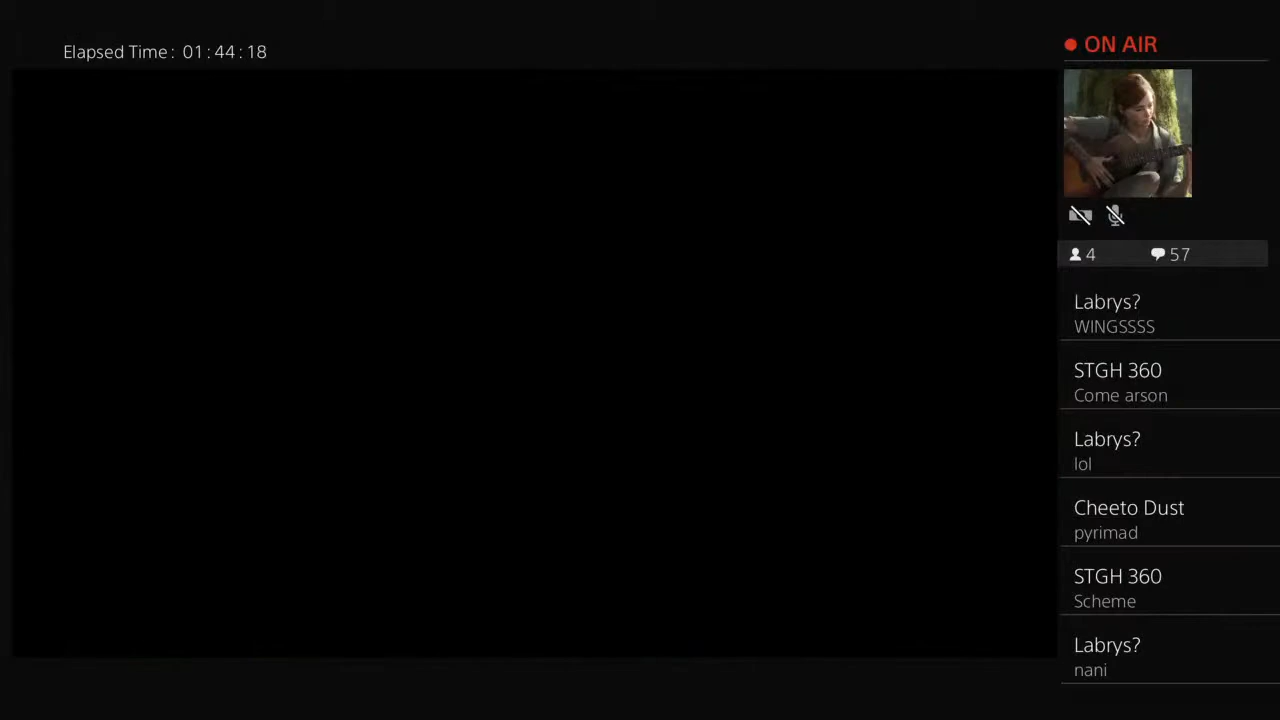 Elapsed Time: 01:44:18
ON AIR
4 57
Labrys?
WINGSSSS
STGH 360
Come arson
Labrys?
lol
Cheeto Dust
pyrimad
STGH 360
Scheme
Labrys?
nani